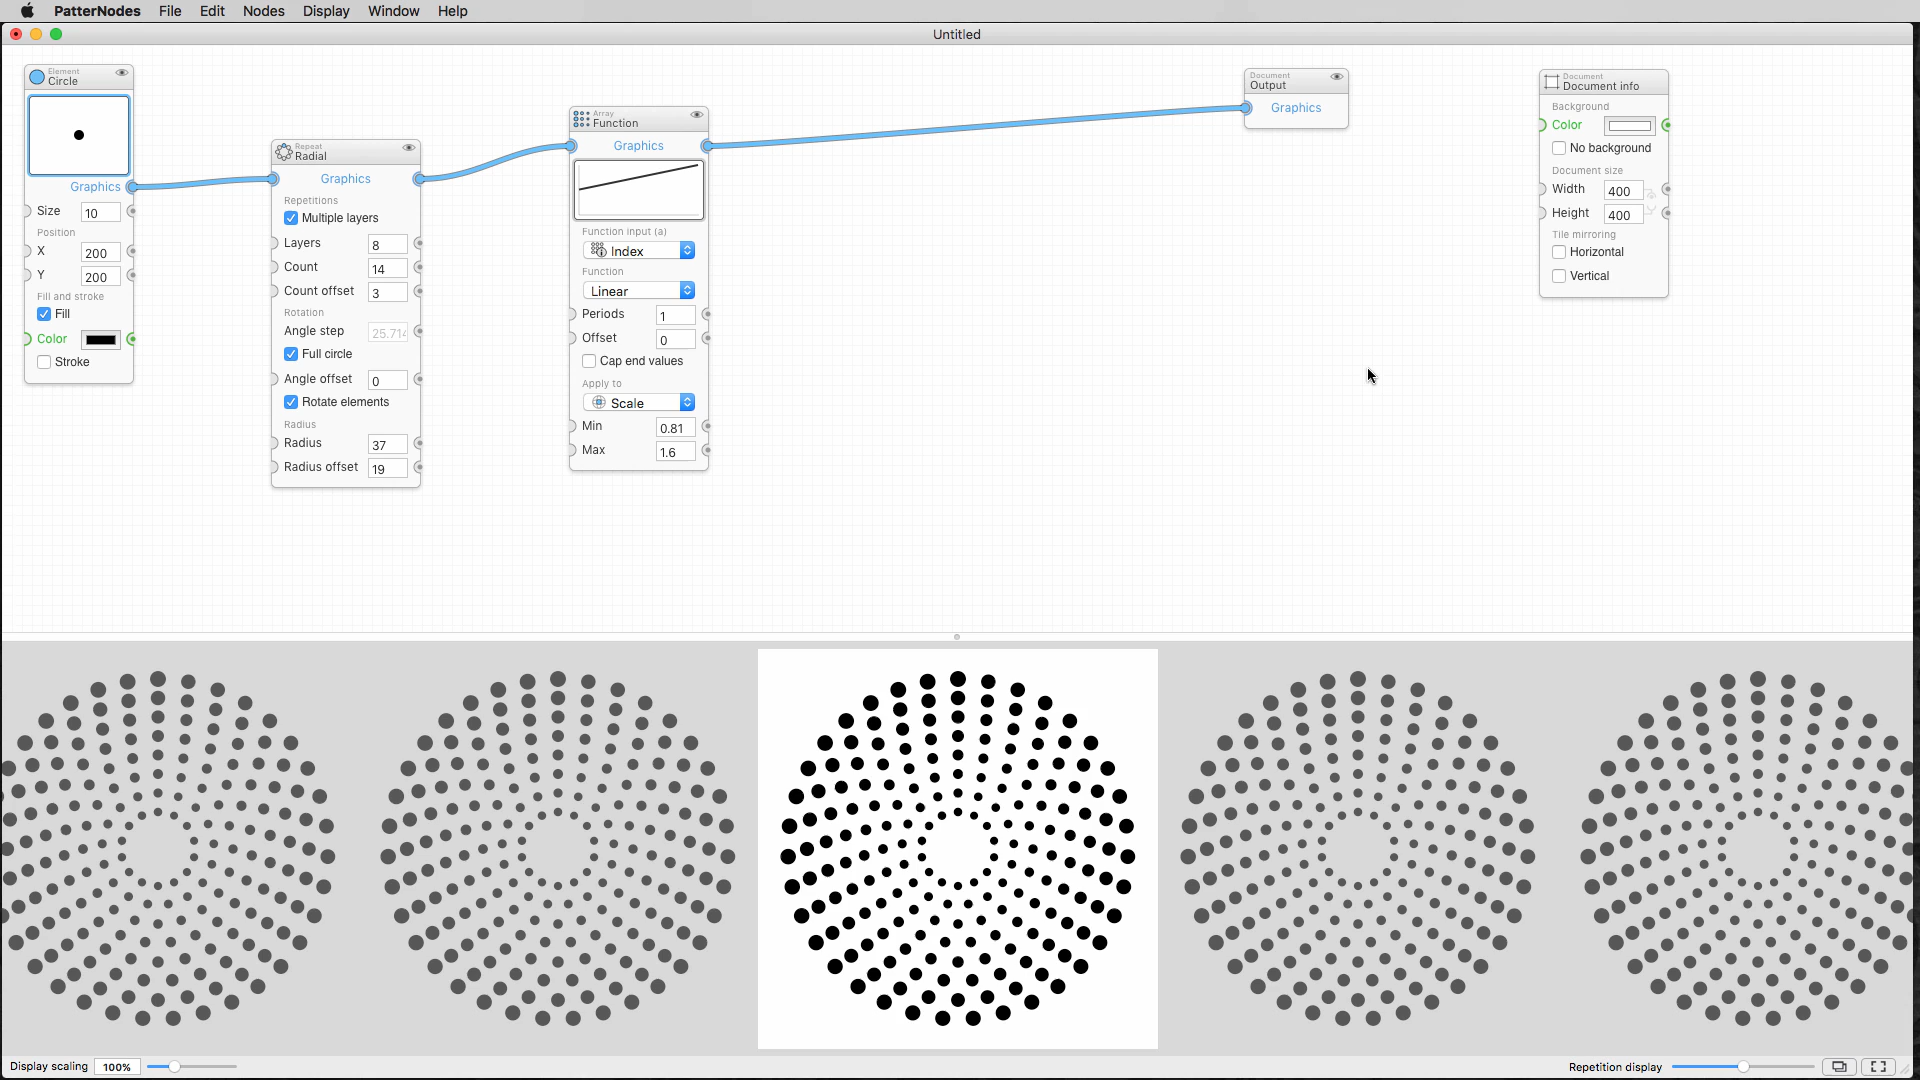 PatterNodes File Edit Nodes Display Window Help
Untitled
Element
Circle
Graphics
Size 10
Position
X 200
Y 200
Fill and stroke
Fill
Color
Stroke
Repeat
Radial
Graphics
Repetitions
Multiple layers
Layers 8
Count 14
Count offset 3
Rotation
Angle step 25.714
Full circle
Angle offset 0
Rotate elements
Radius
Radius 37
Radius offset 19
Array
Function
Graphics
Function input (a)
Index
Function
Linear
Periods 1
Offset 0
Cap end values
Apply to
Scale
Min 0.81
Max 1.6
Document
Output
Graphics
Document
Document info
Background
Color
No background
Document size
Width 400
Height 400
Tile mirroring
Horizontal
Vertical
Display scaling 100%
Repetition display